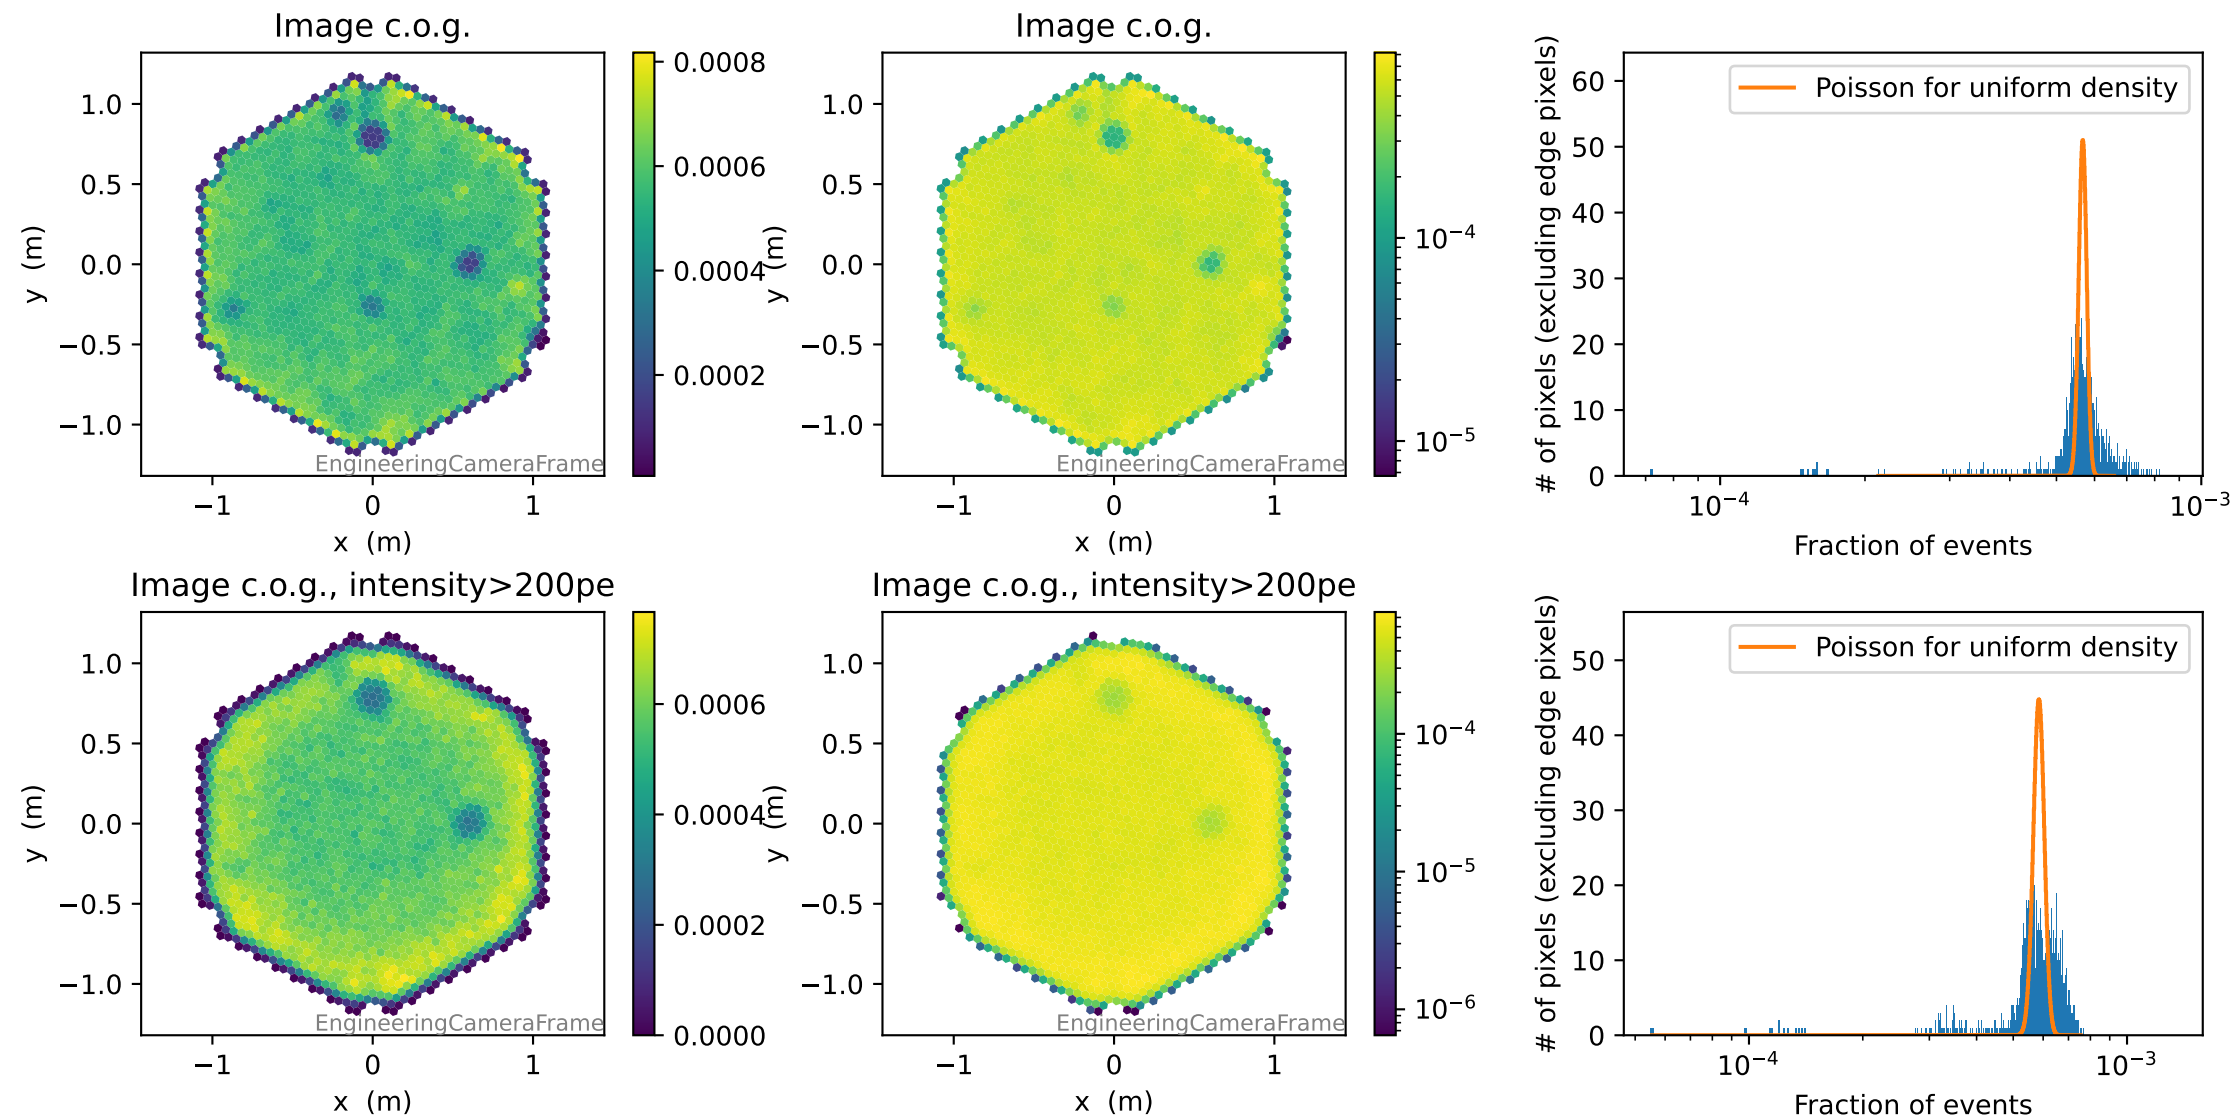 Image c.o.g.
1.0
0.5
0.0
−0.5
−1.0
y (m)
−1
0
1
x (m)
EngineeringCameraFrame
0.0008
0.0006
0.0004
0.0002
Image c.o.g.
1.0
0.5
0.0
−0.5
−1.0
y (m)
−1
0
1
x (m)
EngineeringCameraFrame
10⁻⁴
10⁻⁵
# of pixels (excluding edge pixels)
60
50
40
30
20
10
0
Poisson for uniform density
10⁻⁴
10⁻³
Fraction of events
Image c.o.g., intensity>200pe
1.0
0.5
0.0
−0.5
−1.0
y (m)
−1
0
1
x (m)
EngineeringCameraFrame
0.0006
0.0004
0.0002
0.0000
Image c.o.g., intensity>200pe
1.0
0.5
0.0
−0.5
−1.0
y (m)
−1
0
1
x (m)
EngineeringCameraFrame
10⁻⁴
10⁻⁵
10⁻⁶
# of pixels (excluding edge pixels)
50
40
30
20
10
0
Poisson for uniform density
10⁻⁴
10⁻³
Fraction of events